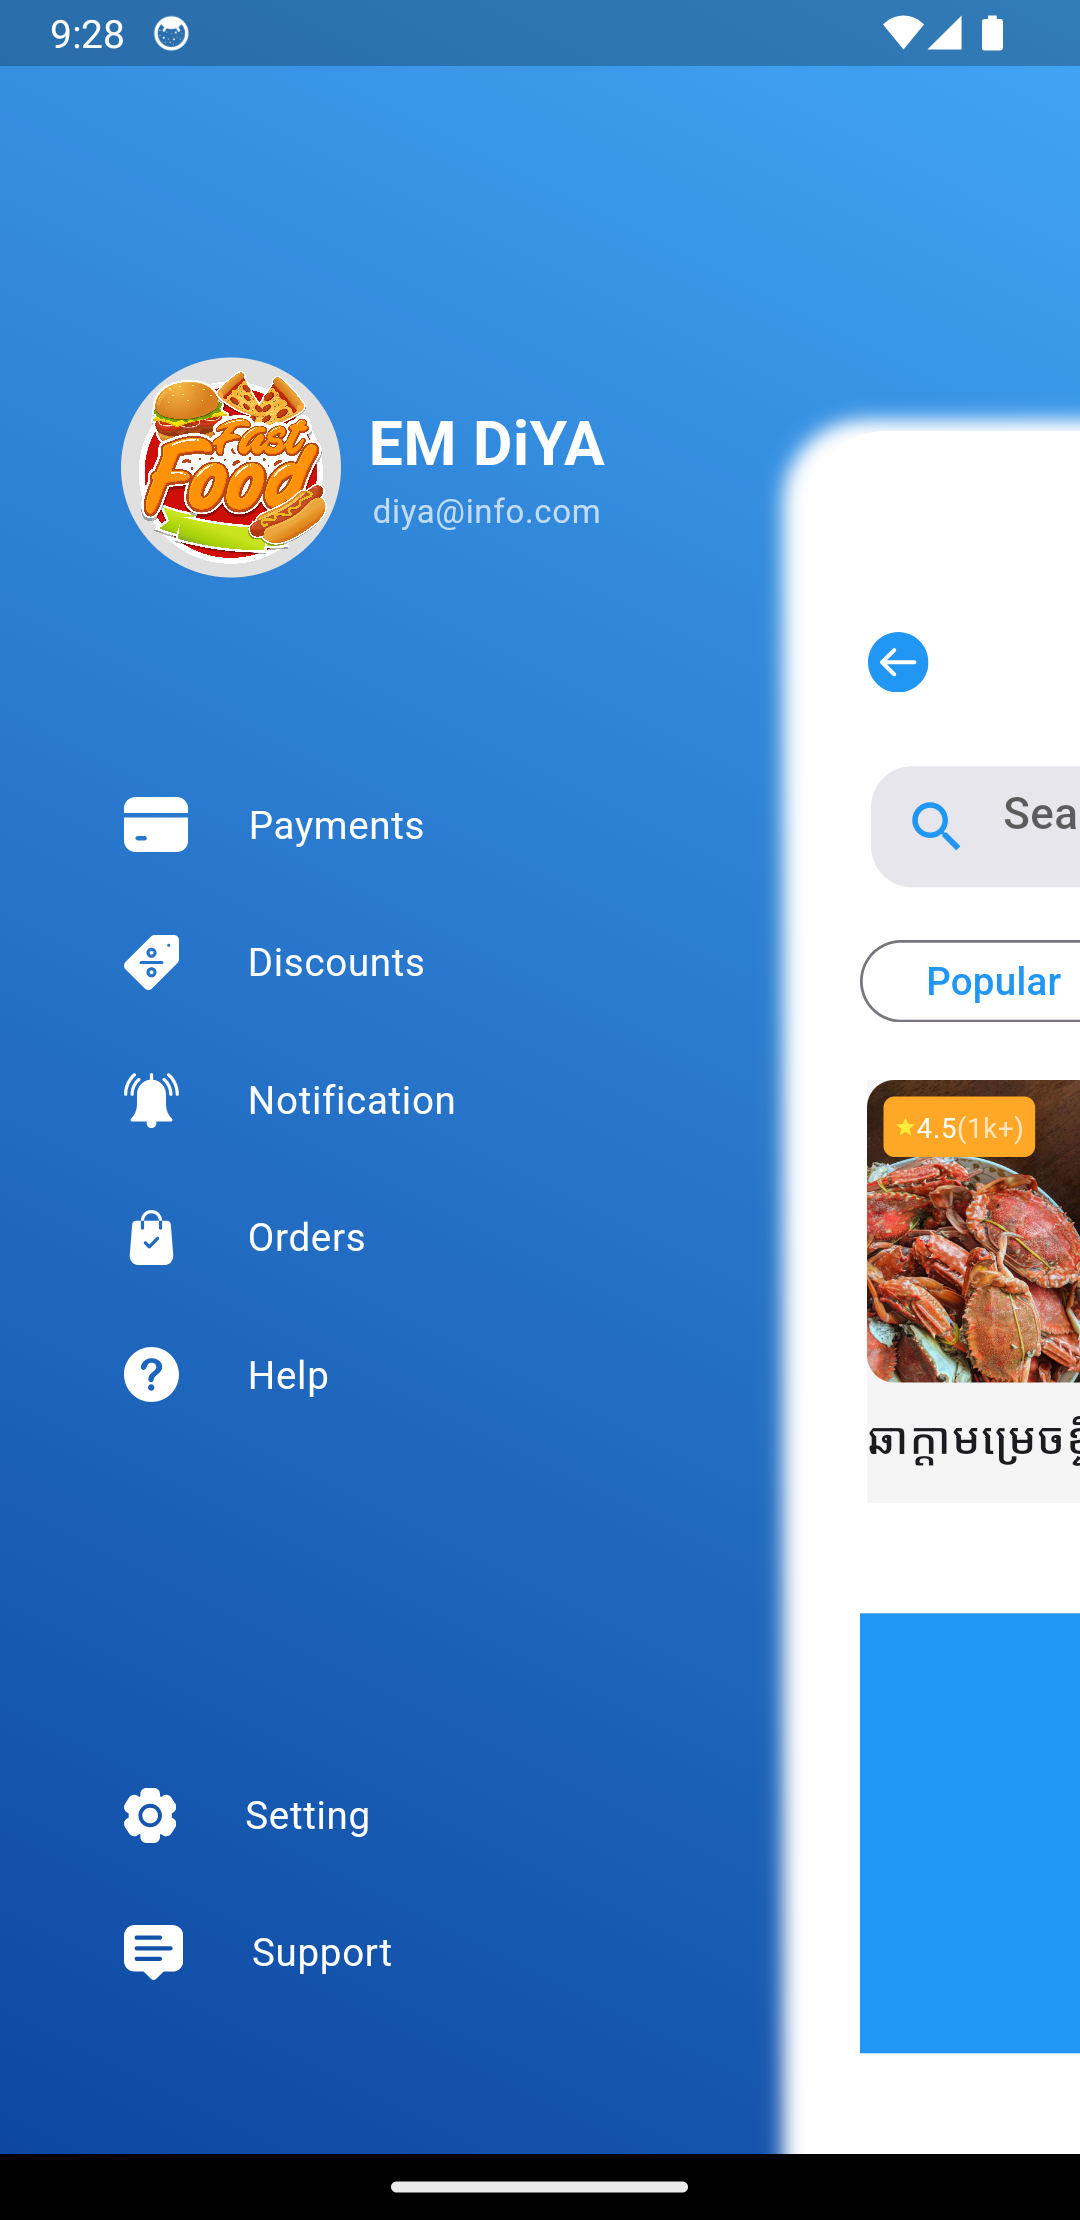 9:28
Fast
Food
EM DiYA
diya@info.com
Payments
Discounts
Notification
Orders
Help
Setting
Support
Sea
Popular
4.5(1k+)
ឆាក្តាមម្រេចខ្